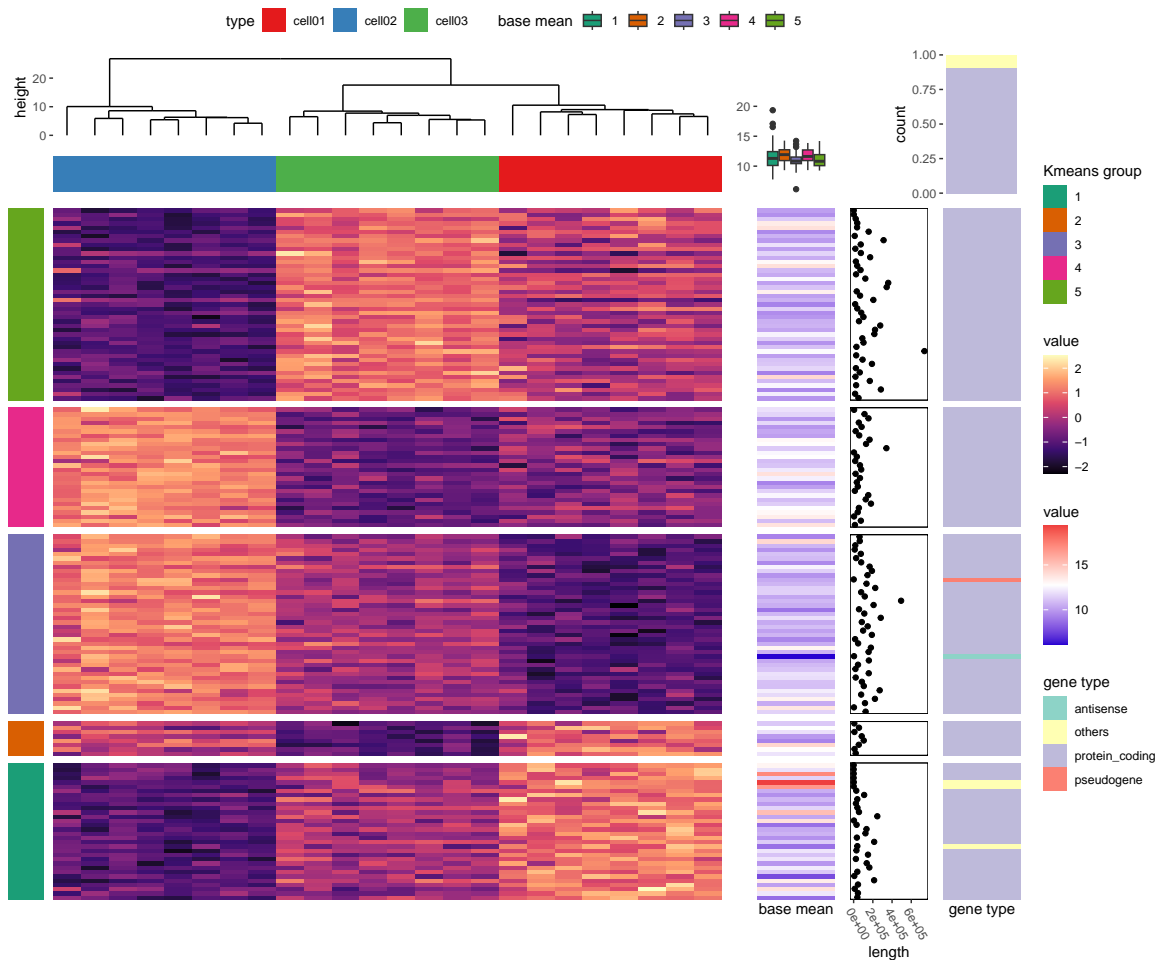 type cell01 cell02 cell03 base mean 1 2 3 4 5
height
20
10
0
20
15
10
count
1.00
0.75
0.50
0.25
0.00
Kmeans group
1
2
3
4
5
value
2
1
0
−1
−2
value
15
10
gene type
antisense
others
protein_coding
pseudogene
base mean
0e+00
2e+05
4e+05
6e+05
length
gene type